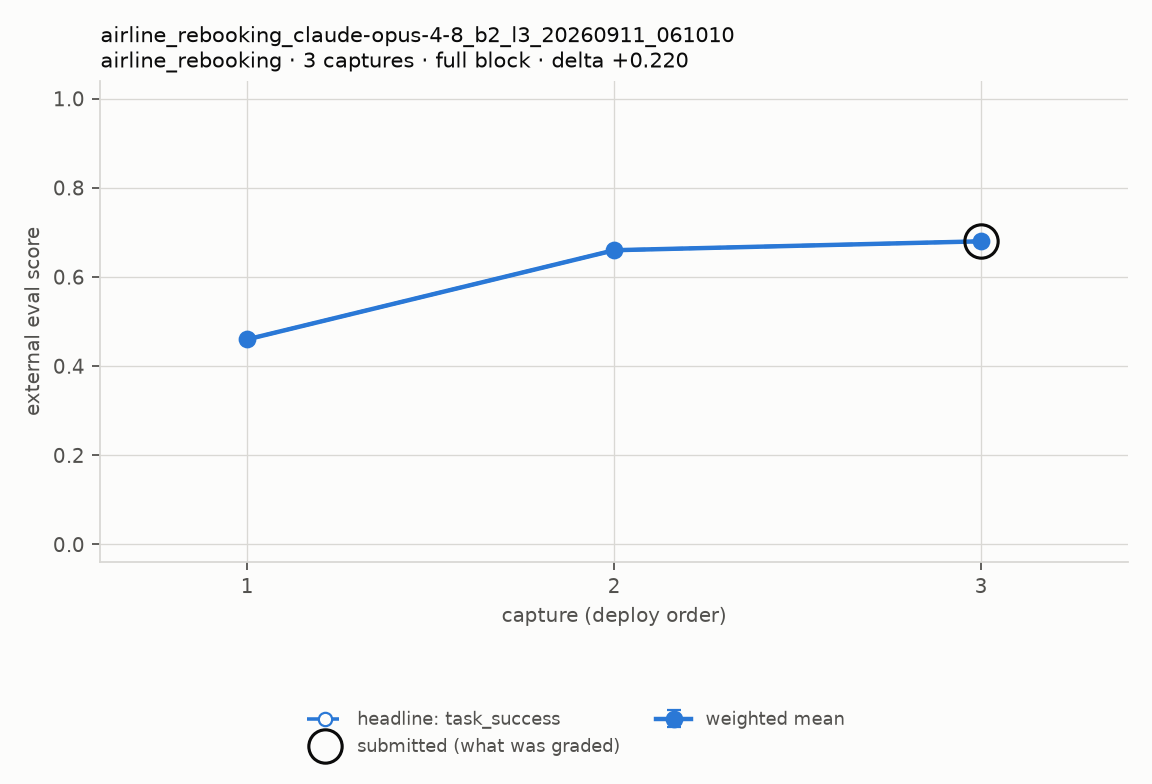 airline_rebooking_claude-opus-4-8_b2_l3_20260911_061010
airline_rebooking · 3 captures · full block · delta +0.220
external eval score
1.0
0.8
0.6
0.4
0.2
0.0
1 2 3
capture (deploy order)
headline: task_success
weighted mean
submitted (what was graded)